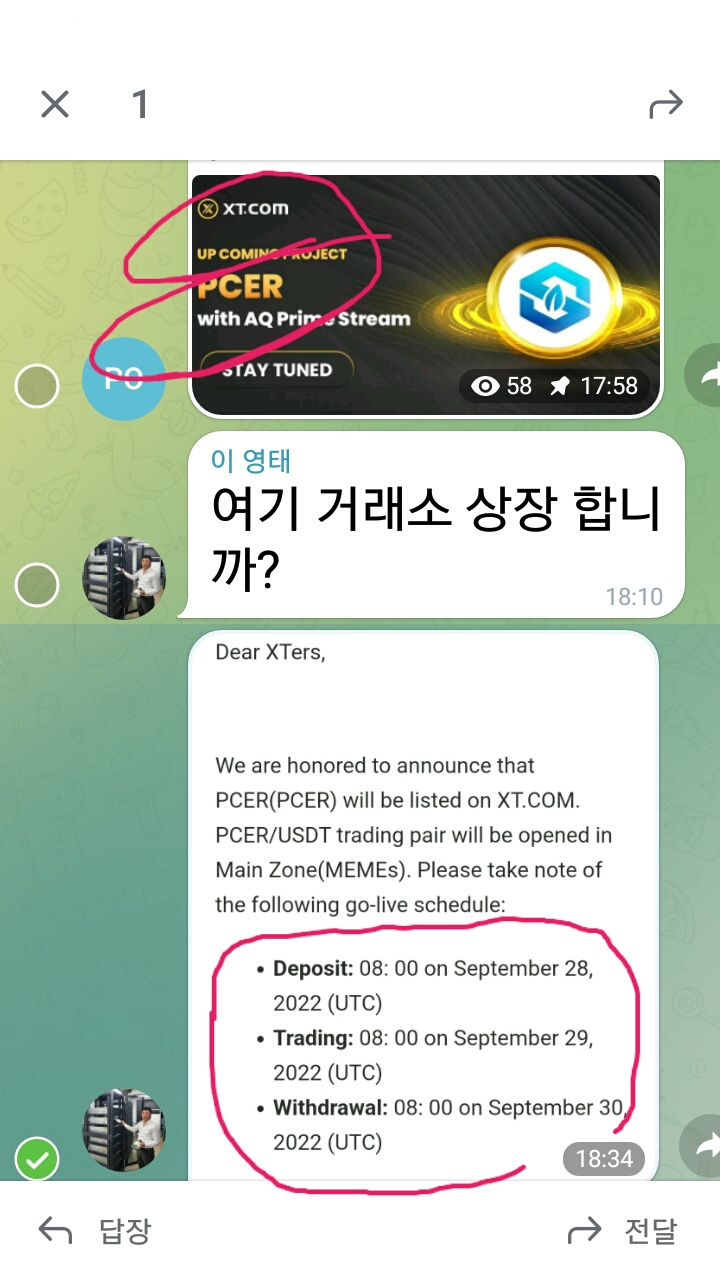 1
XT.COM
UP COMING PROJECT
PCER
with AQ Prime Stream
STAY TUNED
58 17:58
PO
이 영태
여기 거래소 상장 합니
까?
18:10
Dear XTers,
We are honored to announce that
PCER(PCER) will be listed on XT.COM.
PCER/USDT trading pair will be opened in
Main Zone(MEMEs). Please take note of
the following go-live schedule:
• Deposit: 08: 00 on September 28,
2022 (UTC)
• Trading: 08: 00 on September 29,
2022 (UTC)
• Withdrawal: 08: 00 on September 30,
2022 (UTC)
18:34
답장 전달